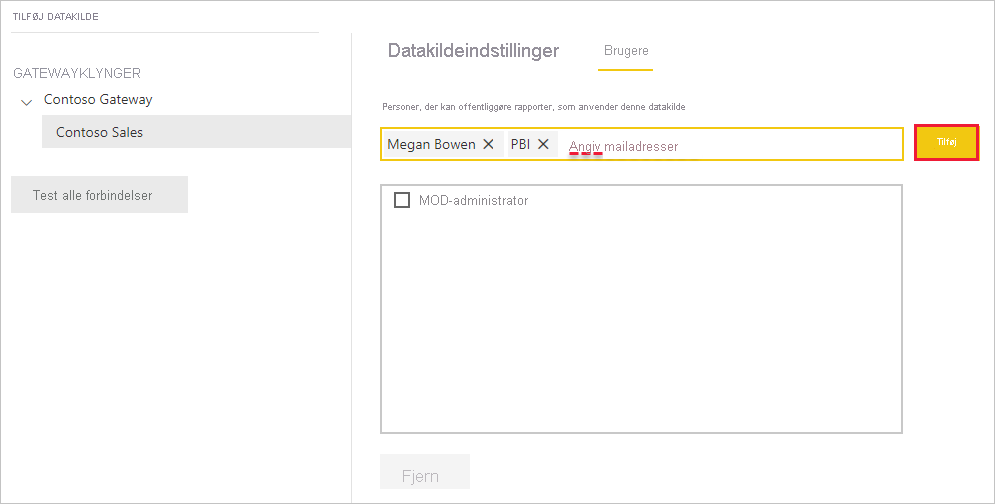 TILFØJ DATAKILDE
GATEWAYKLYNGER
Contoso Gateway
Contoso Sales
Test alle forbindelser
Datakildeindstillinger
Brugere
Personer, der kan offentliggøre rapporter, som anvender denne datakilde
Megan Bowen PBI Angiv mailadresser
Tilføj
MOD-administrator
Fjern